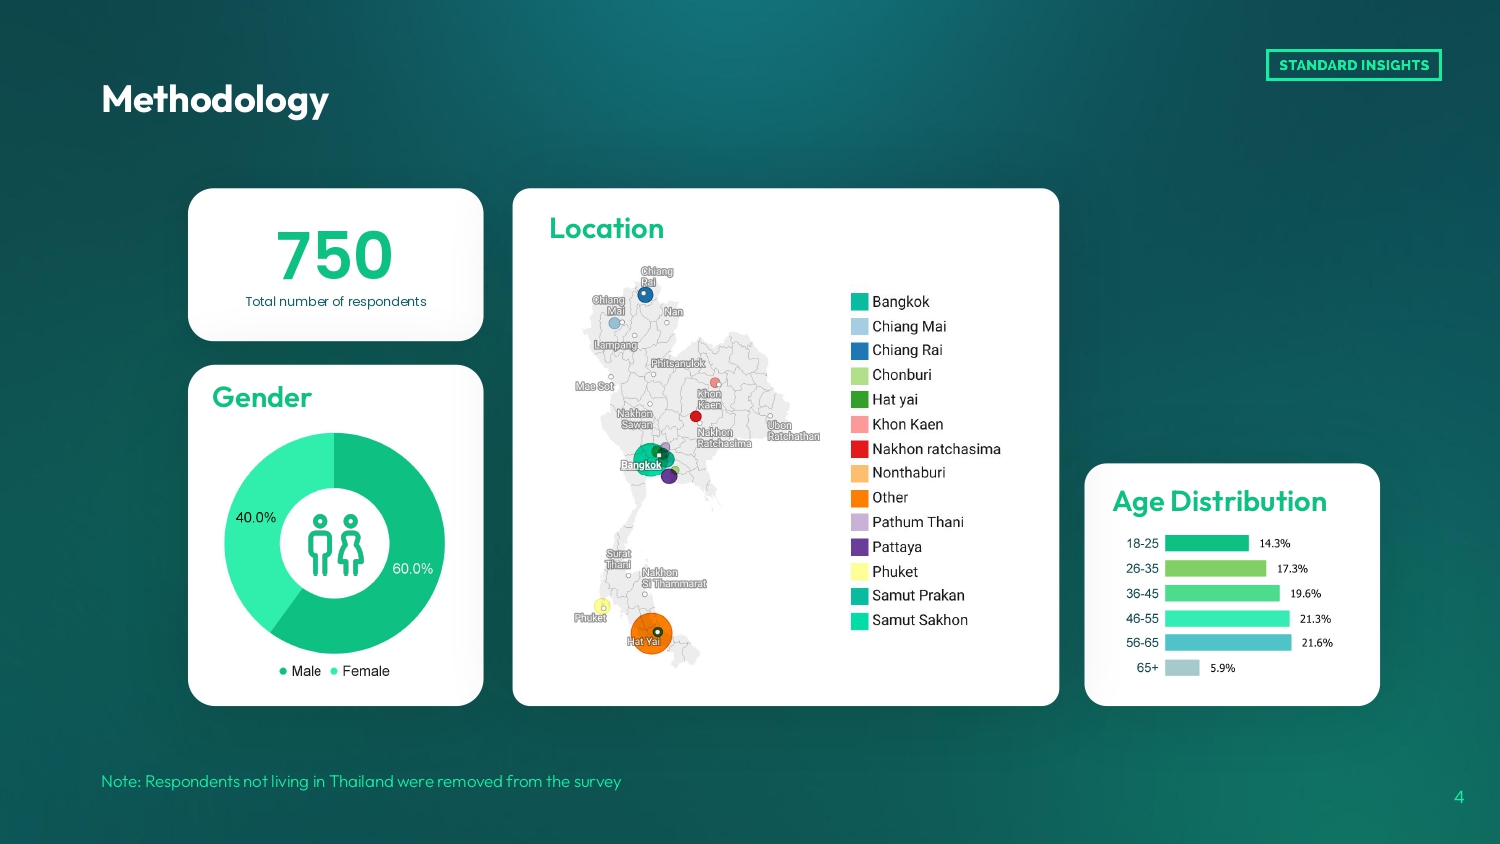 STANDARD INSIGHTS
Methodology
750
Total number of respondents
Gender
40.0%
60.0%
Male
Female
Location
Chiang
Rai
Chiang
Mai
Nan
Lampang
Phitsanulok
Mae Sot
Khon
Kaen
Nakhon
Sawan
Ubon
Ratchathan
Nakhon
Ratchasima
Bangkok
Surat
Thani
Nakhon
Si Thammarat
Phuket
Hat Yai
Bangkok
Chiang Mai
Chiang Rai
Chonburi
Hat yai
Khon Kaen
Nakhon ratchasima
Nonthaburi
Other
Pathum Thani
Pattaya
Phuket
Samut Prakan
Samut Sakhon
Age Distribution
18-25 14.3%
26-35 17.3%
36-45 19.6%
46-55 21.3%
56-65 21.6%
65+ 5.9%
Note: Respondents not living in Thailand were removed from the survey
4